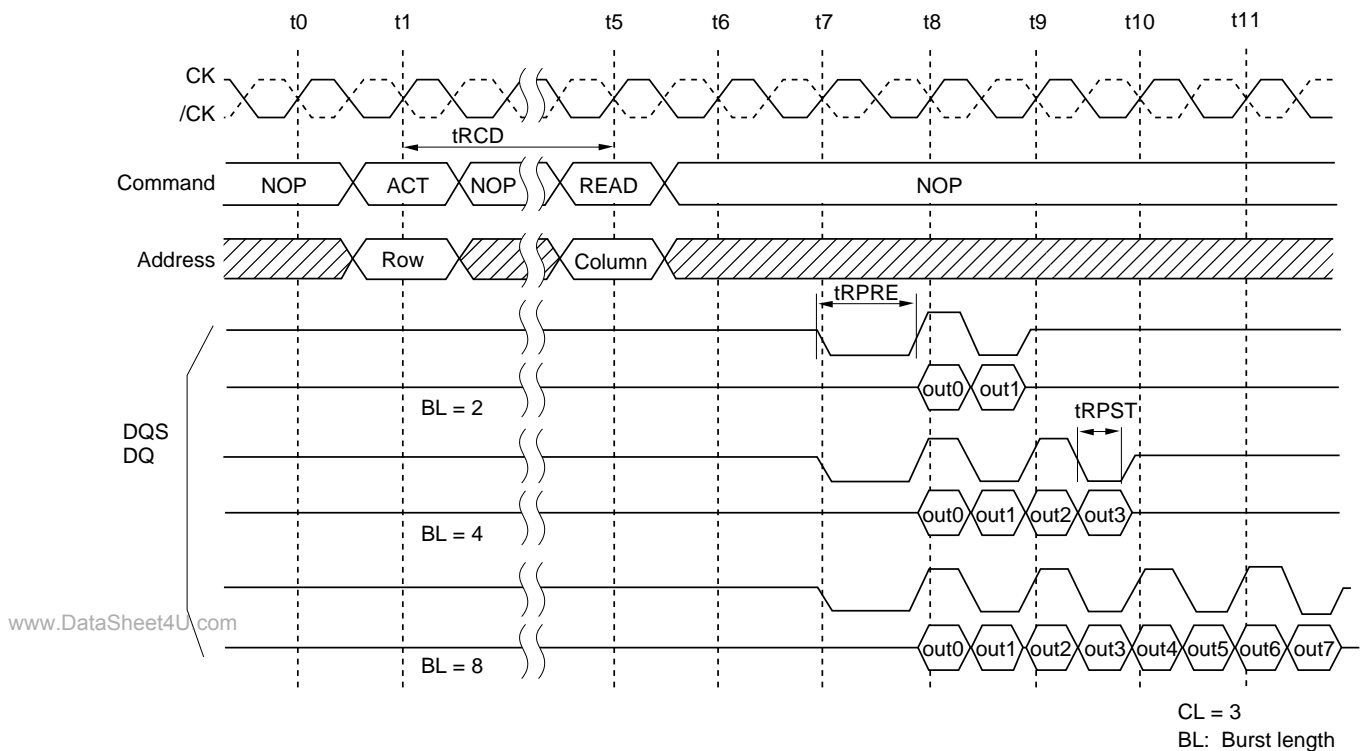 t0 t1 t5 t6 t7 t8 t9 t10 t11
CK
/CK
tRCD
Command NOP ACT NOP READ NOP
Address Row Column
tRPRE
out0 out1
BL = 2
tRPST
DQS
DQ
out0 out1 out2 out3
BL = 4
www.DataSheet4U.com
out0 out1 out2 out3 out4 out5 out6 out7
BL = 8
CL = 3
BL: Burst length